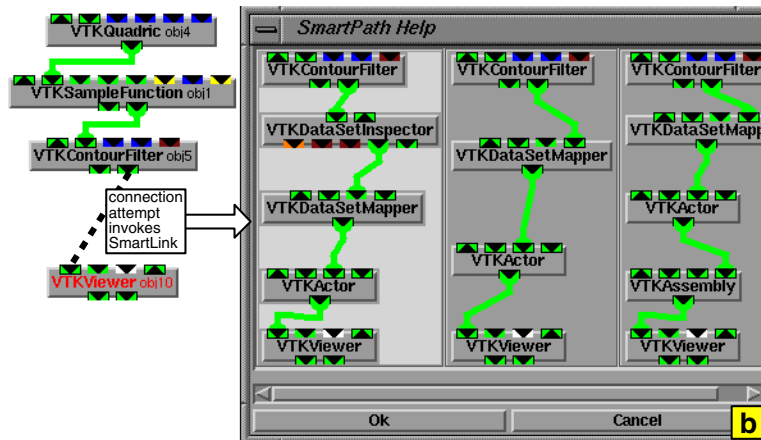 VTKQuadric obj4
VTKSampleFunction obj1
VTKContourFilter obj5
connection
attempt
invokes
SmartLink
VTKViewer obj10
SmartPath Help
VTKContourFilter
VTKDataSetInspector
VTKDataSetMapper
VTKActor
VTKViewer
VTKContourFilter
VTKDataSetMapper
VTKActor
VTKViewer
VTKContourFilter
VTKDataSetMapp
VTKActor
VTKAssembly
VTKViewer
Ok
Cancel
b